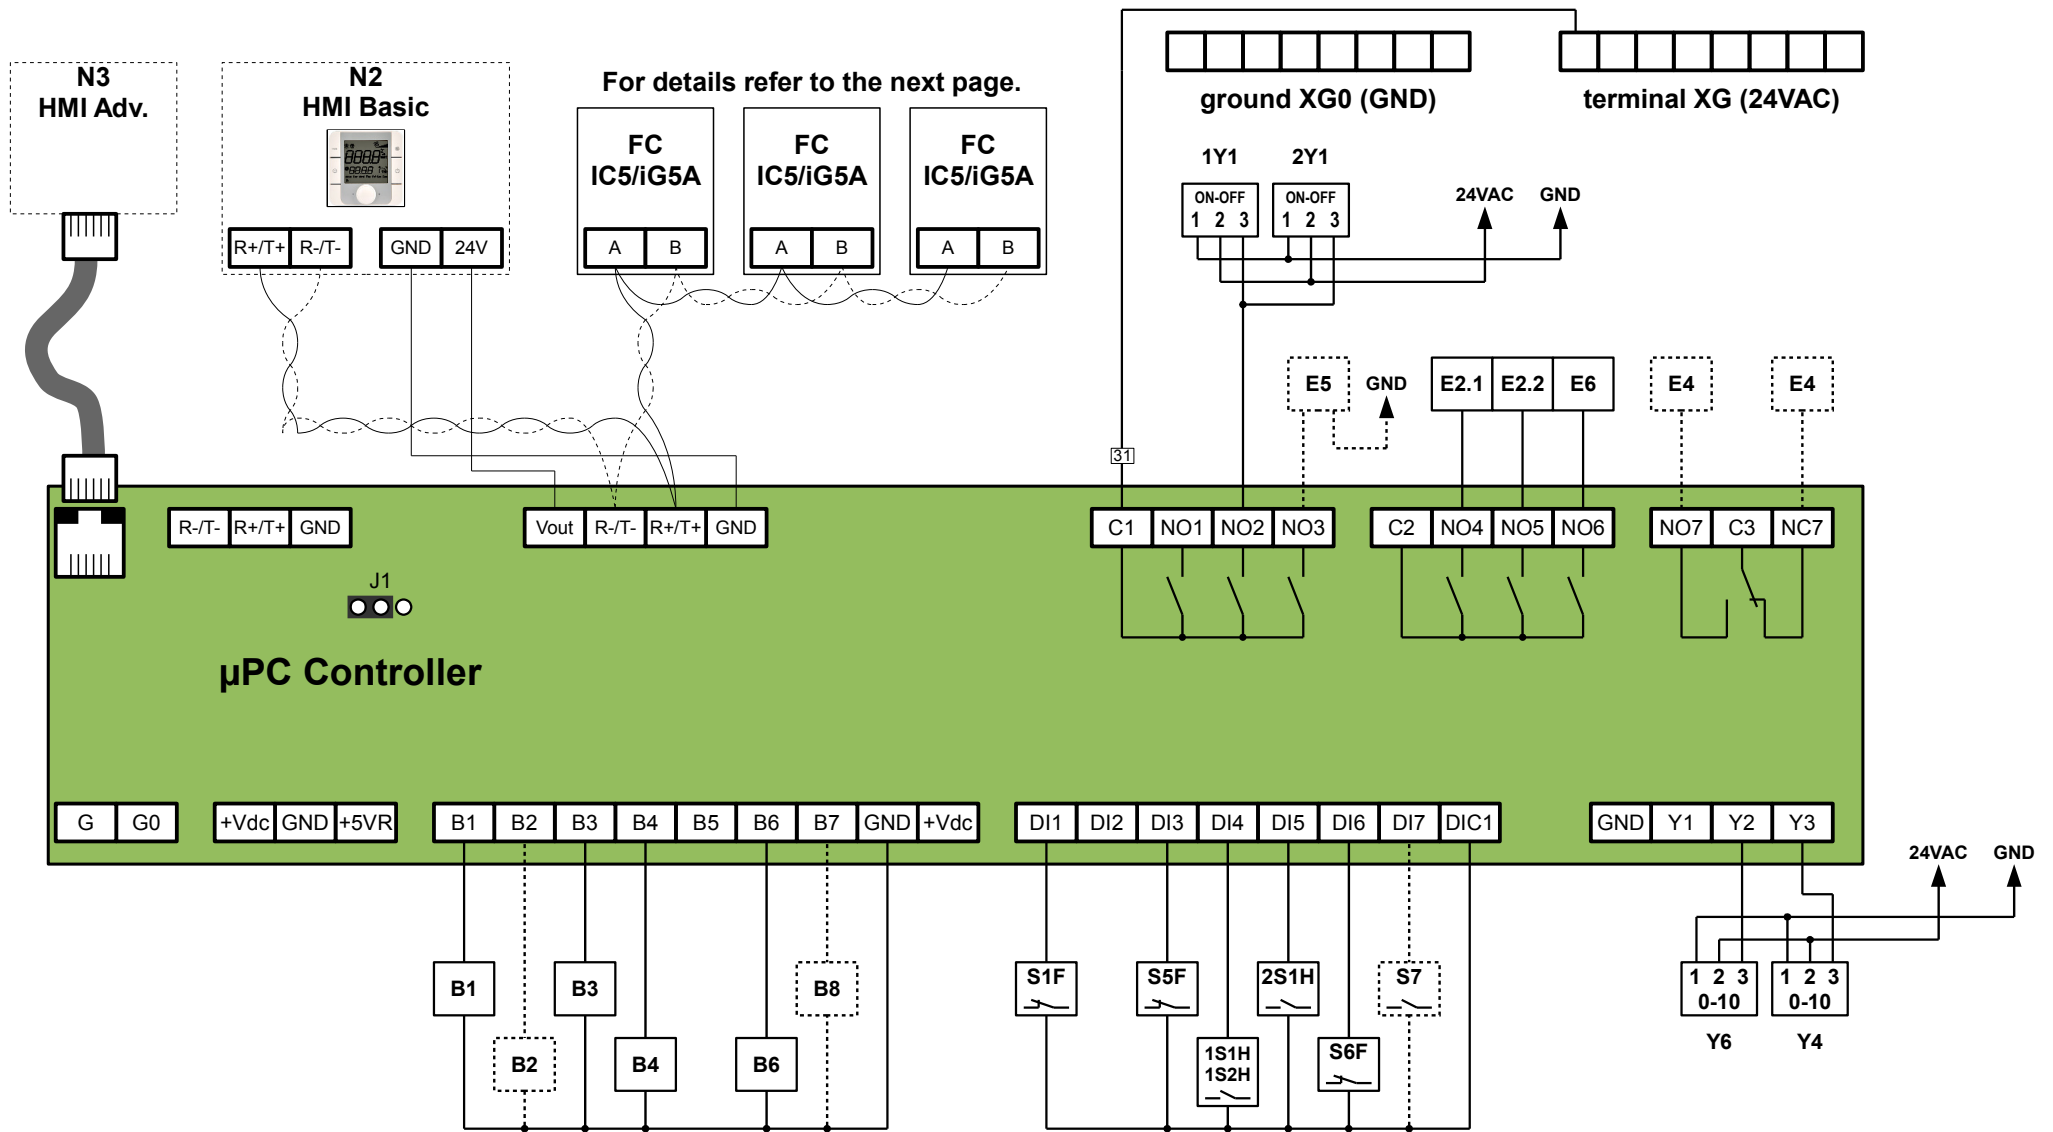 N3
HMI Adv.
N2
HMI Basic
R+/T+ R-/T- GND 24V
For details refer to the next page.
FC
IC5/iG5A
A B
FC
IC5/iG5A
A B
FC
IC5/iG5A
A B
ground XG0 (GND)
terminal XG (24VAC)
1Y1
ON-OFF
1 2 3
2Y1
ON-OFF
1 2 3
24VAC GND
E5
GND
E2.1 E2.2 E6
E4
E4
31
R-/T- R+/T+ GND
Vout R-/T- R+/T+ GND
C1 NO1 NO2 NO3
C2 NO4 NO5 NO6
NO7 C3 NC7
J1
µPC Controller
G G0
+Vdc GND +5VR
B1 B2 B3 B4 B5 B6 B7 GND +Vdc
DI1 DI2 DI3 DI4 DI5 DI6 DI7 DIC1
GND Y1 Y2 Y3
24VAC GND
B1
B2
B3
B4
B6
B8
S1F
S5F
1S1H
1S2H
2S1H
S6F
S7
1 2 3
0-10
Y6
1 2 3
0-10
Y4